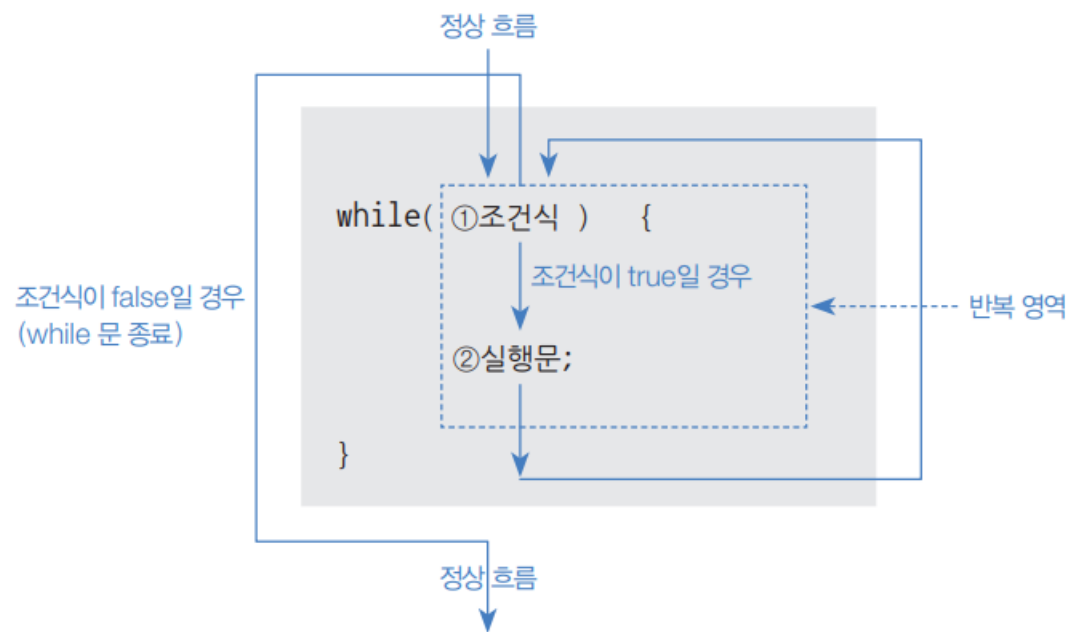 정상 흐름
while( ①조건식 ) {
조건식이 true일 경우
조건식이 false일 경우
(while 문 종료)
반복 영역
②실행문;
}
정상 흐름